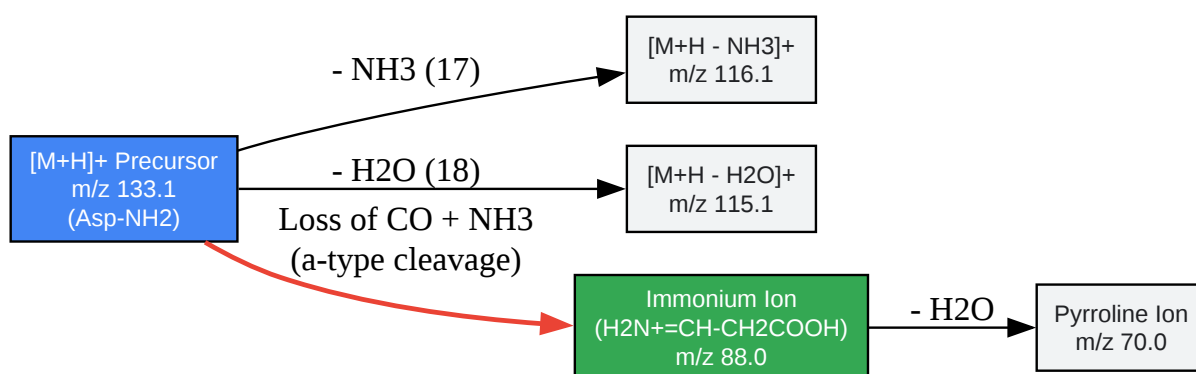 - NH3 (17)
[M+H - NH3]+
m/z 116.1
[M+H]+ Precursor
m/z 133.1
(Asp-NH2)
- H2O (18)
[M+H - H2O]+
m/z 115.1
Loss of CO + NH3
(a-type cleavage)
Immonium Ion
(H2N+=CH-CH2COOH)
m/z 88.0
- H2O
Pyrroline Ion
m/z 70.0